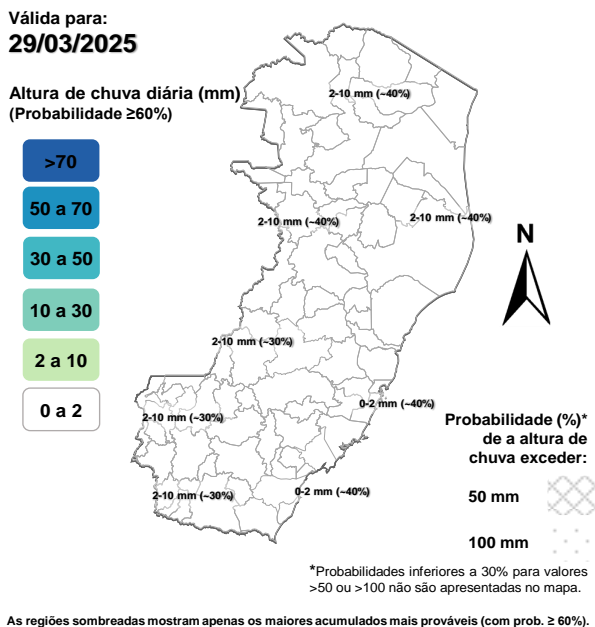 Válida para:
29/03/2025
Altura de chuva diária (mm)
(Probabilidade ≥60%)
>70
50 a 70
30 a 50
10 a 30
2 a 10
0 a 2
2-10 mm (~40%)
2-10 mm (~40%)
2-10 mm (~40%)
N
2-10 mm (~30%)
0-2 mm (~40%)
2-10 mm (~30%)
2-10 mm (~30%)
0-2 mm (~40%)
Probabilidade (%)*
de a altura de
chuva exceder:
50 mm
100 mm
*Probabilidades inferiores a 30% para valores
>50 ou >100 não são apresentadas no mapa.
As regiões sombreadas mostram apenas os maiores acumulados mais prováveis (com prob. ≥ 60%).